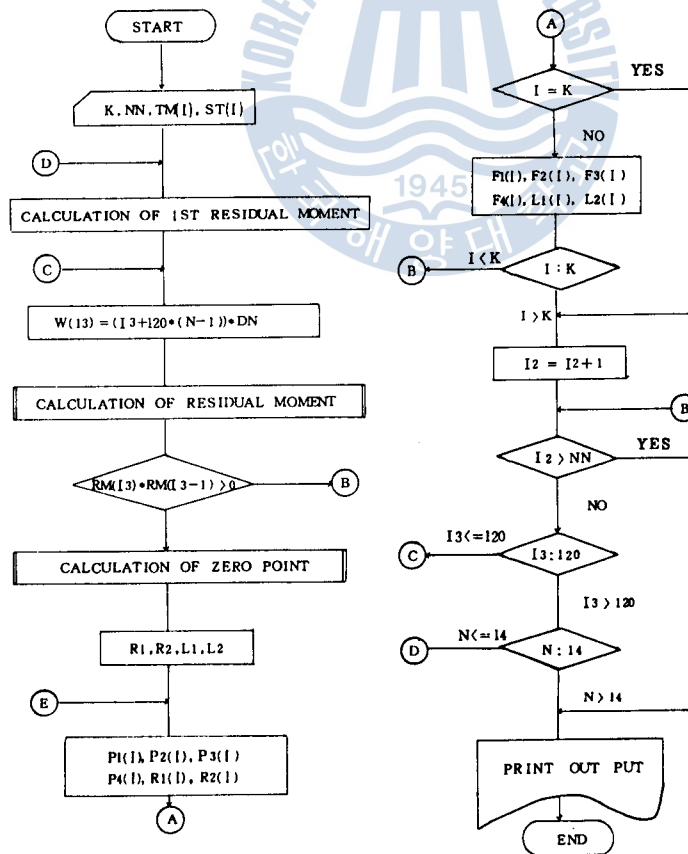 START
K, NN, TM(I), ST(I)
D
CALCULATION OF 1ST RESIDUAL MOMENT
C
W(I3) = (I3+120*(N-1))*DN
CALCULATION OF RESIDUAL MOMENT
RM(I3)*RM(I3-1) >0
B
CALCULATION OF ZERO POINT
R1, R2, L1, L2
E
P1(I), P2(I), P3(I)
P4(I), R1(I), R2(I)
A
A
I = K
YES
NO
F1(I), F2(I), F3(I)
F4(I), L1(I), L2(I)
I<K
B
I : K
I>K
I2 = I2+1
B
I2 > NN
YES
NO
I3<=120
C
I3 : 120
I3 > 120
N<=14
D
N : 14
N > 14
PRINT OUT PUT
END
1945
해양대